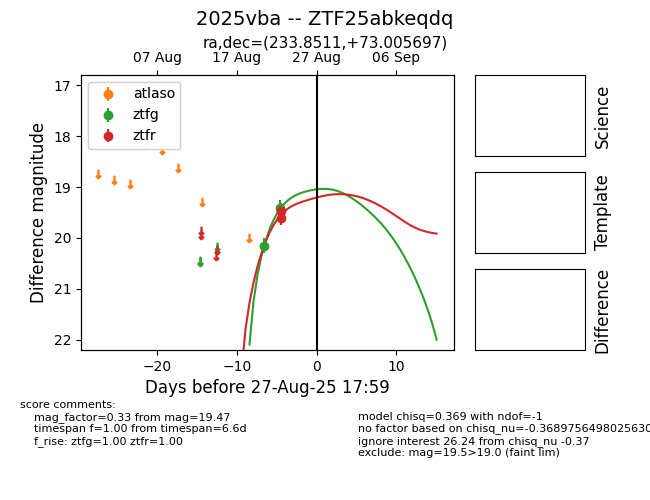 2025vba -- ZTF25abkeqdq
ra,dec=(233.8511,+73.005697)
07 Aug 17 Aug 27 Aug 06 Sep
atlaso
ztfg
ztfr
17
18
19
20
21
22
Difference magnitude
−20 −10 0 10
Days before 27-Aug-25 17:59
Science
Template
Difference
score comments:
mag_factor=0.33 from mag=19.47
timespan f=1.00 from timespan=6.6d
f_rise: ztfg=1.00 ztfr=1.00
model chisq=0.369 with ndof=-1
no factor based on chisq_nu=-0.3689756498025630
ignore interest 26.24 from chisq_nu -0.37
exclude: mag=19.5>19.0 (faint lim)